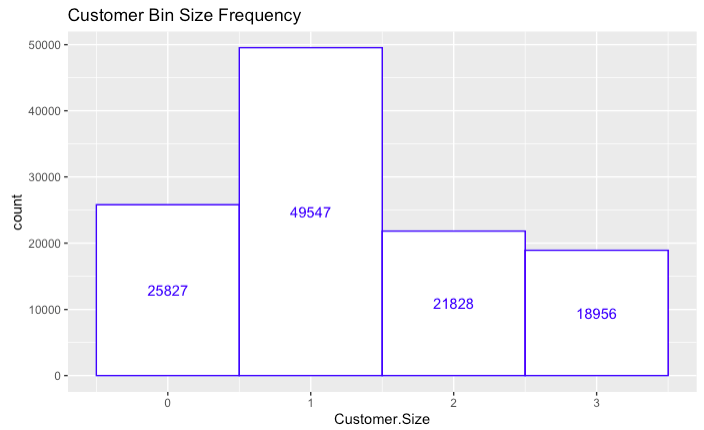 Customer Bin Size Frequency
50000
40000
30000
20000
10000
0
count
25827
49547
21828
18956
0 1 2 3
Customer.Size